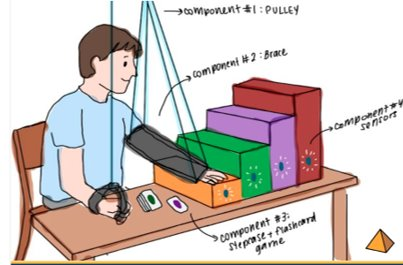 component #1: PULLEY
component #2: Brace
component #4
sensors
component #3:
stepcase + flashcard
game